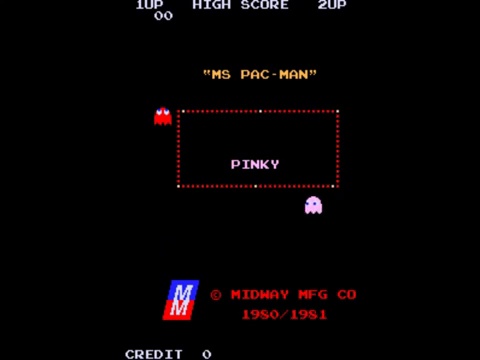 1UP HIGH SCORE 2UP
00
"MS PAC-MAN"
PINKY
MM
© MIDWAY MFG CO
1980/1981
CREDIT 0